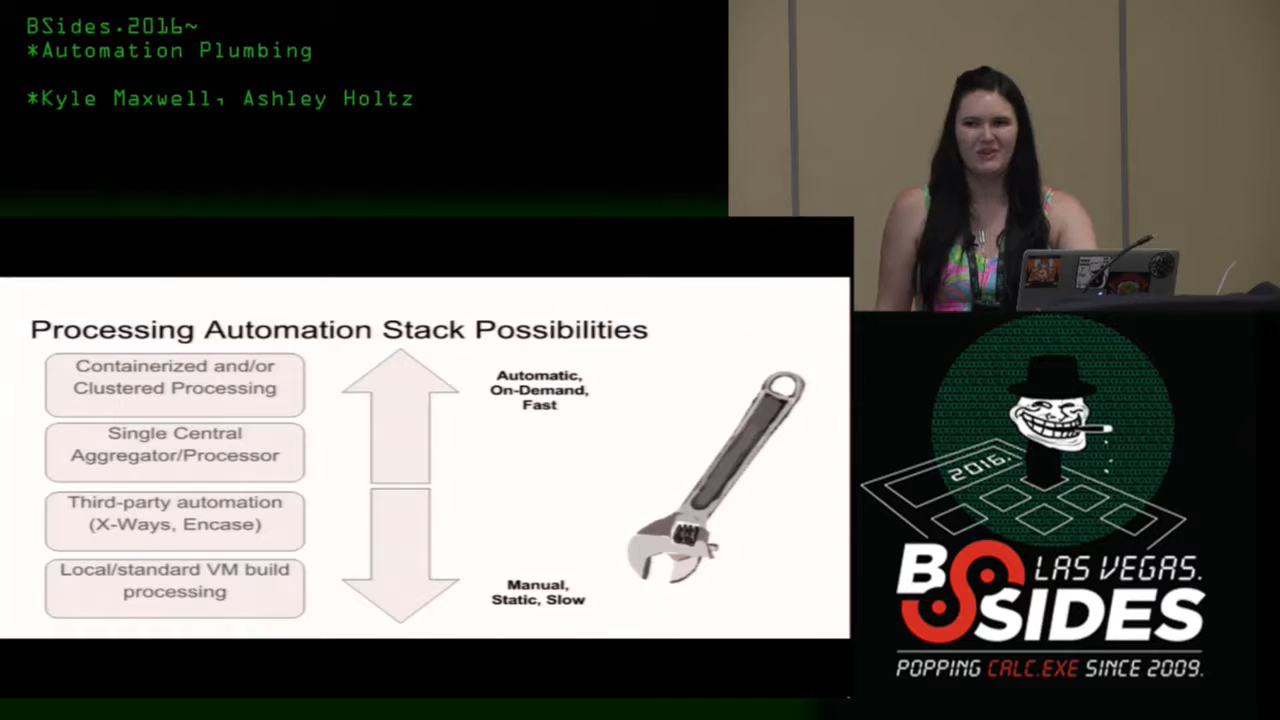 BSides.2016~
*Automation Plumbing
*Kyle Maxwell, Ashley Holtz
Processing Automation Stack Possibilities
Containerized and/or
Clustered Processing
Single Central
Aggregator/Processor
Third-party automation
(X-Ways, Encase)
Local/standard VM build
processing
Automatic,
On-Demand,
Fast
Manual,
Static, Slow
2016.
BSIDES
LAS VEGAS.
POPPING CALC.EXE SINCE 2009.